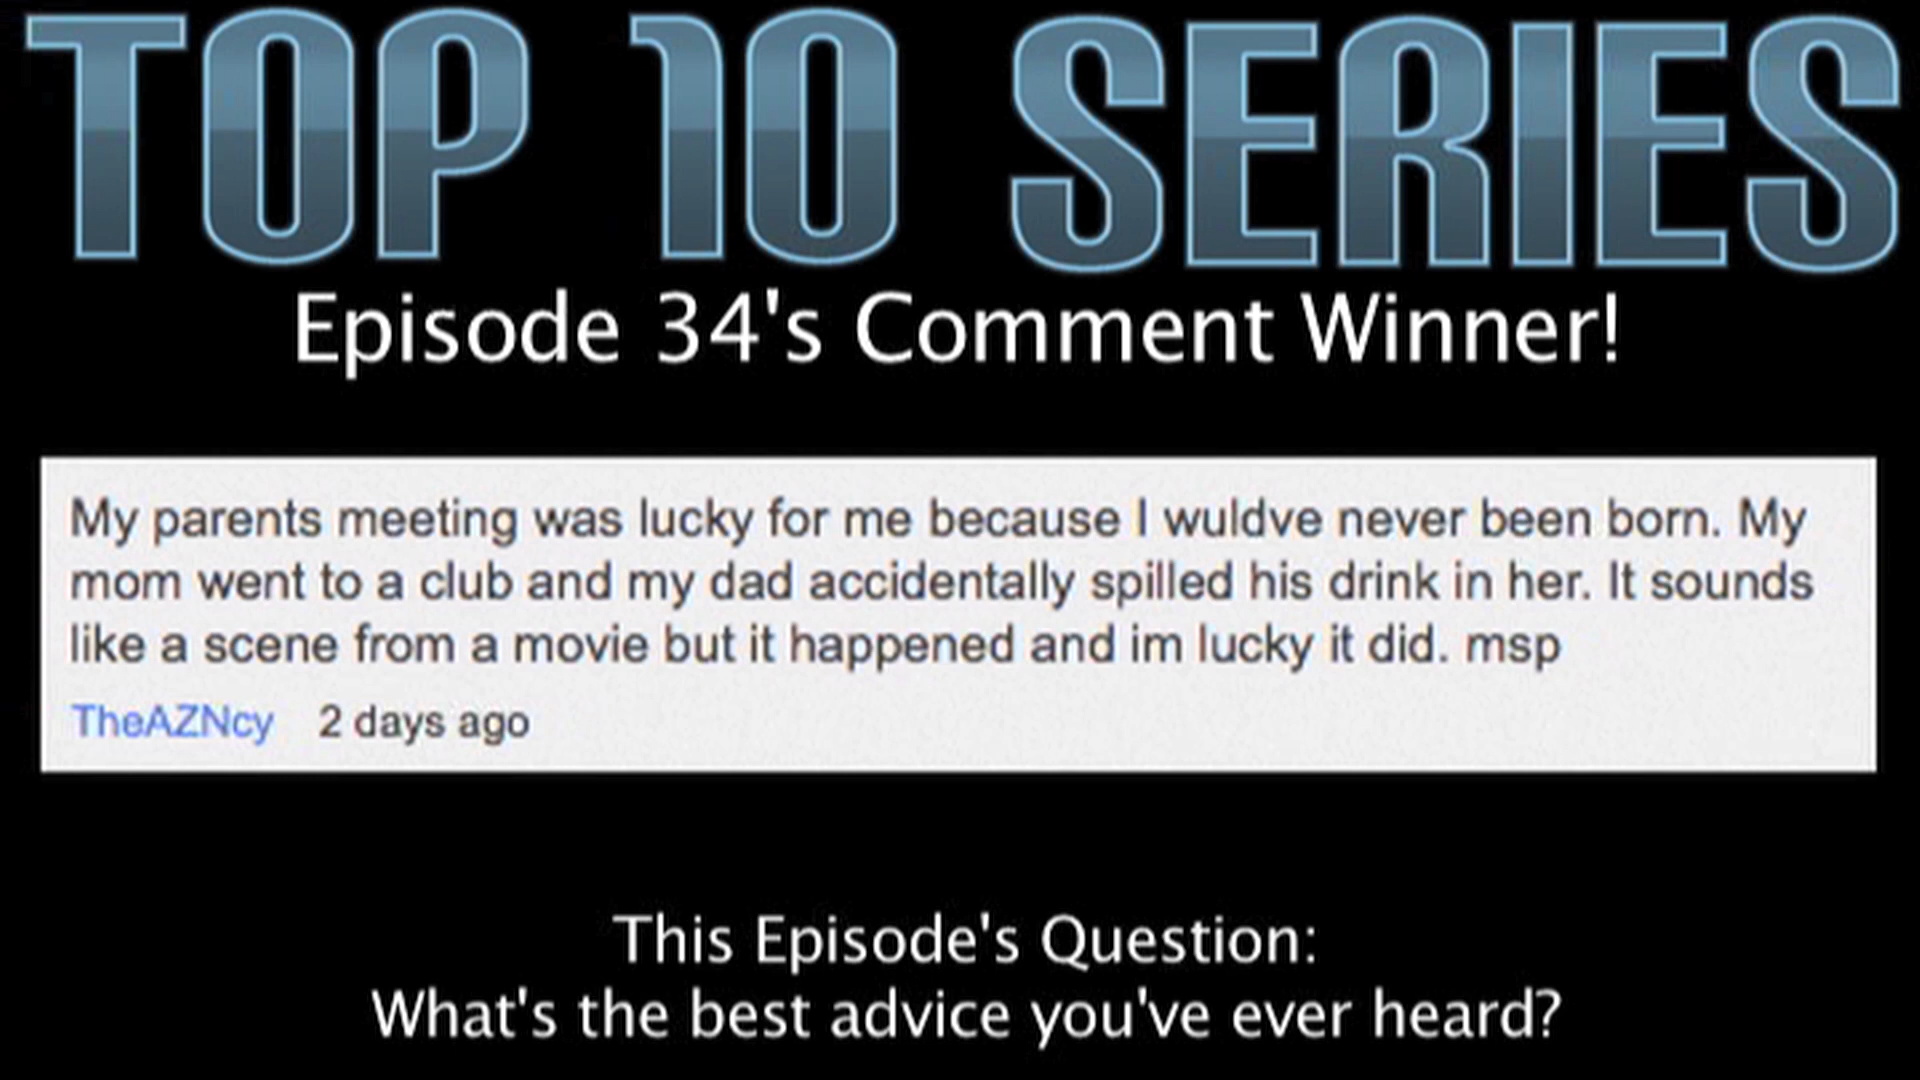 TOP 10 SERIES
Episode 34's Comment Winner!
My parents meeting was lucky for me because I wuldve never been born. My
mom went to a club and my dad accidentally spilled his drink in her. It sounds
like a scene from a movie but it happened and im lucky it did. msp
TheAZNcy 2 days ago
This Episode's Question:
What's the best advice you've ever heard?